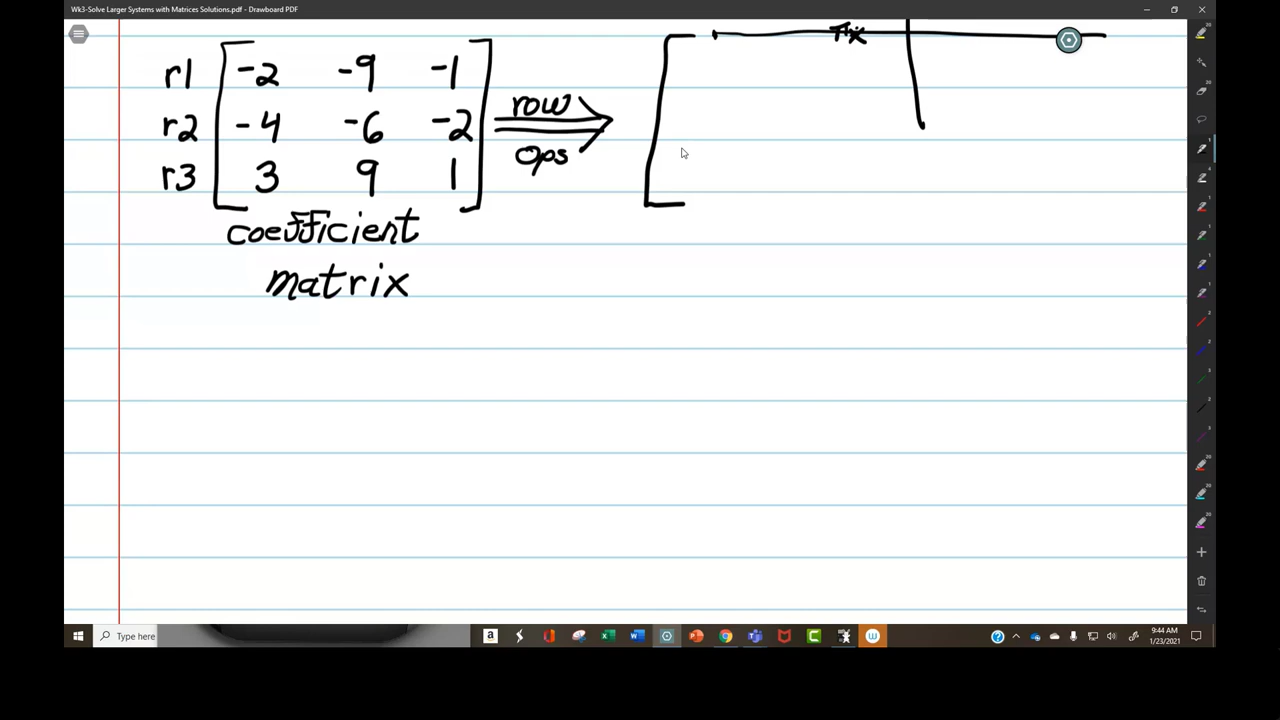 Wk3-Solve Larger Systems with Matrices Solutions.pdf - Drawboard PDF
r1 -2 -9 -1
r2 -4 -6 -2
r3 3 9 1
row
ops
coefficient
matrix
Type here
9:44 AM
1/23/2021